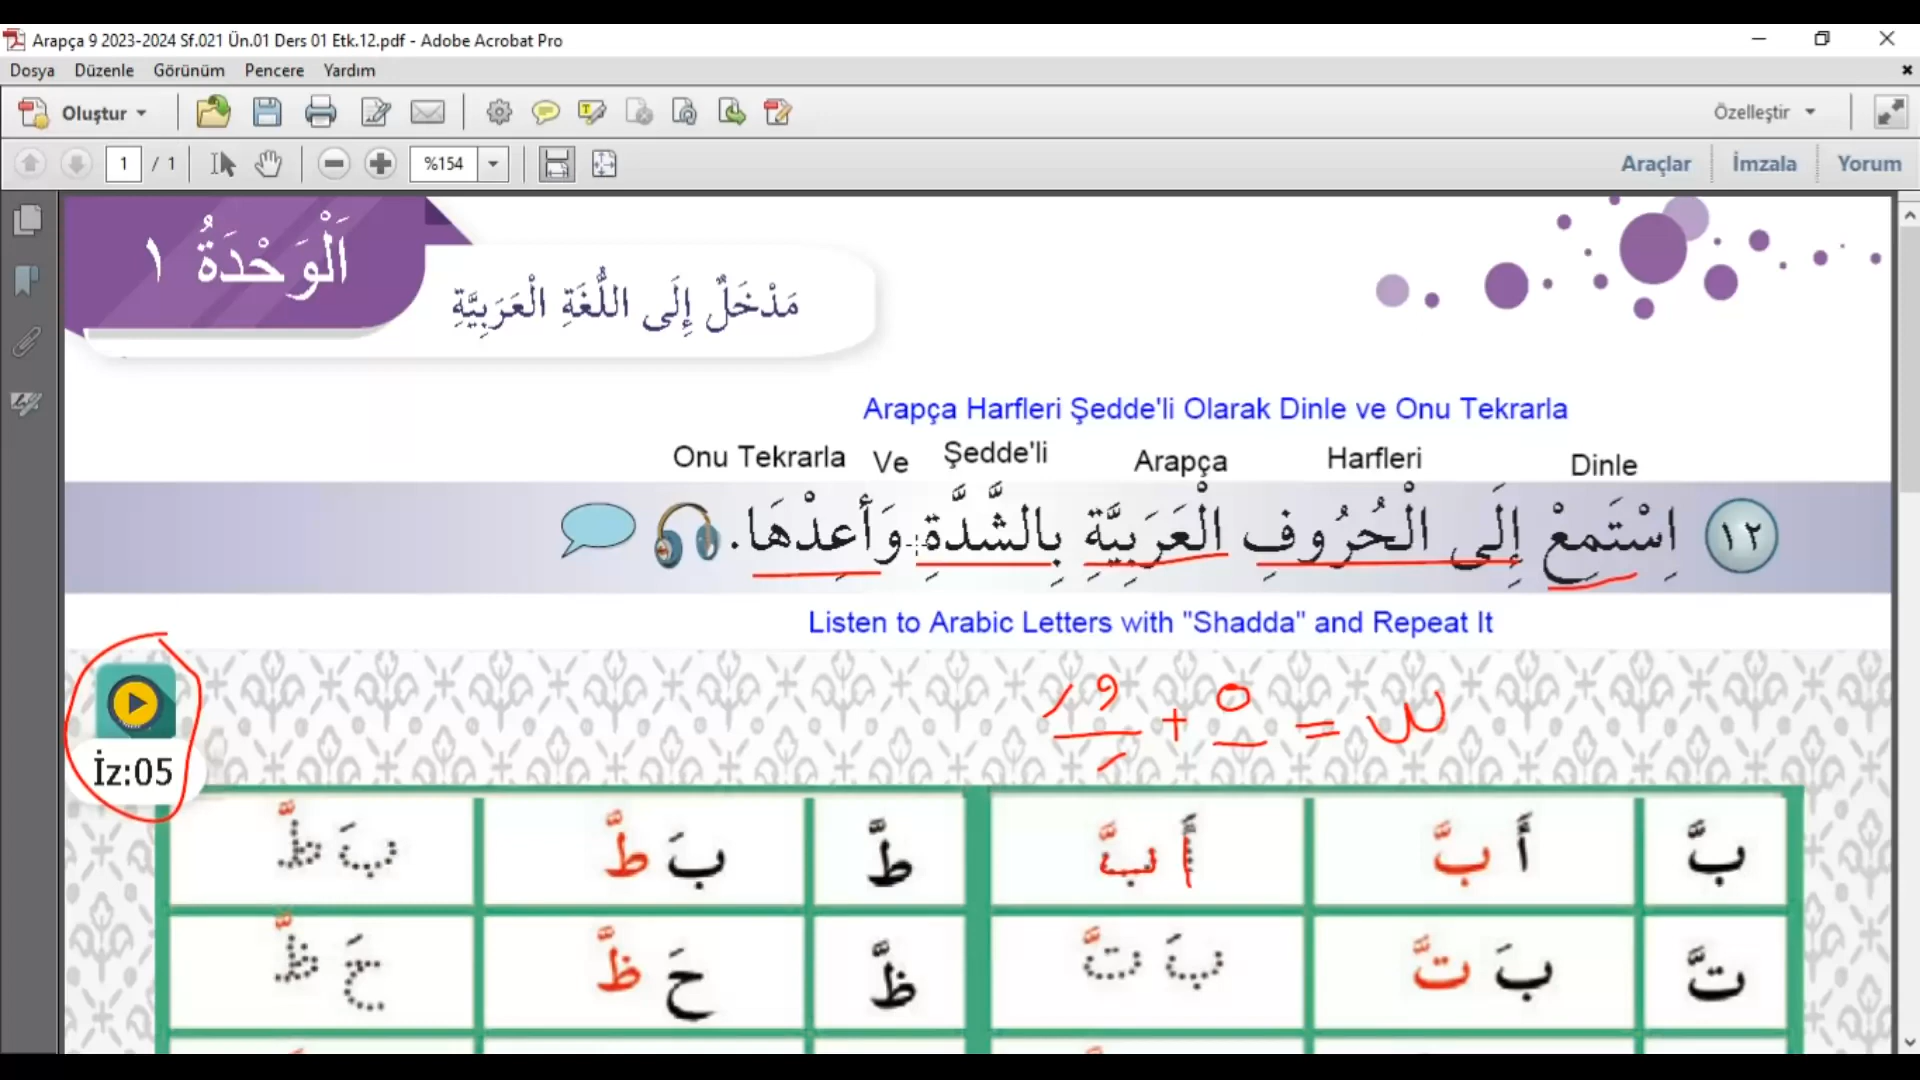 Arapça 9 2023-2024 Sf.021 Ün.01 Ders 01 Etk.12.pdf - Adobe Acrobat Pro
Dosya Düzenle Görünüm Pencere Yardım
Oluştur Özelleştir
1 / 1 %154 Araçlar İmzala Yorum
اَلْوَحْدَةُ ١
مَدْخَلٌ إِلَى اللُّغَةِ الْعَرَبِيَّةِ
Arapça Harfleri Şedde'li Olarak Dinle ve Onu Tekrarla
Onu Tekrarla Ve Şedde'li Arapça Harfleri Dinle
١٢ اِسْتَمِعْ إِلَى الْحُرُوفِ الْعَرَبِيَّةِ بِالشَّدَّةِ وَأَعِدْهَا.
Listen to Arabic Letters with "Shadda" and Repeat It
İz:05
بَّ أَ بَّ أَ بَّ طَّ بَ طَّ بَ طَّ
تَّ بَ تَّ بَ تَّ ظَّ حَ ظَّ حَ ظَّ